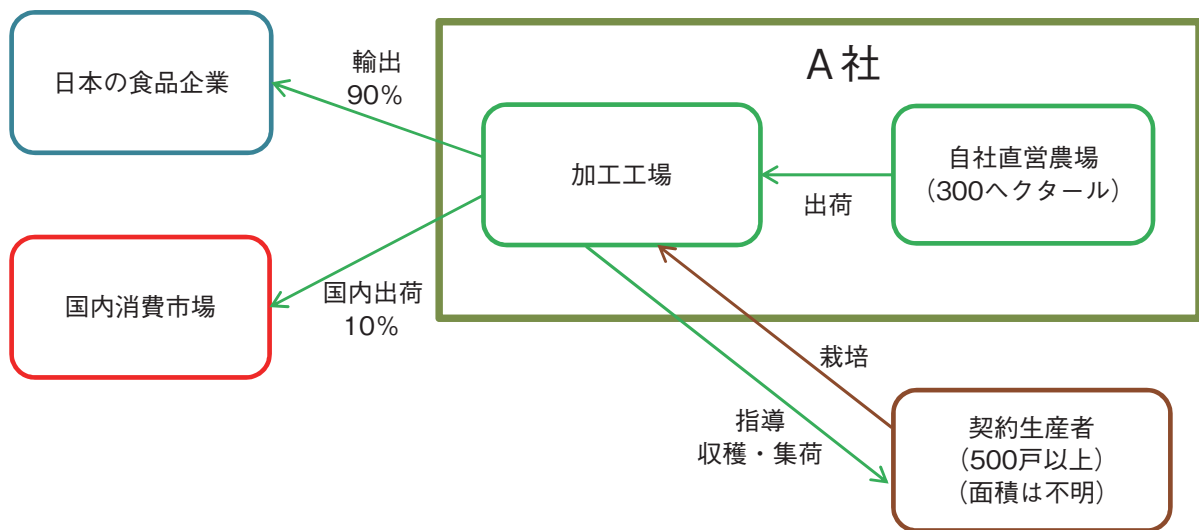 A社
日本の食品企業
輸出
90%
加工工場
自社直営農場
（300ヘクタール）
出荷
国内消費市場
国内出荷
10%
栽培
指導
収穫・集荷
契約生産者
（500戸以上）
（面積は不明）